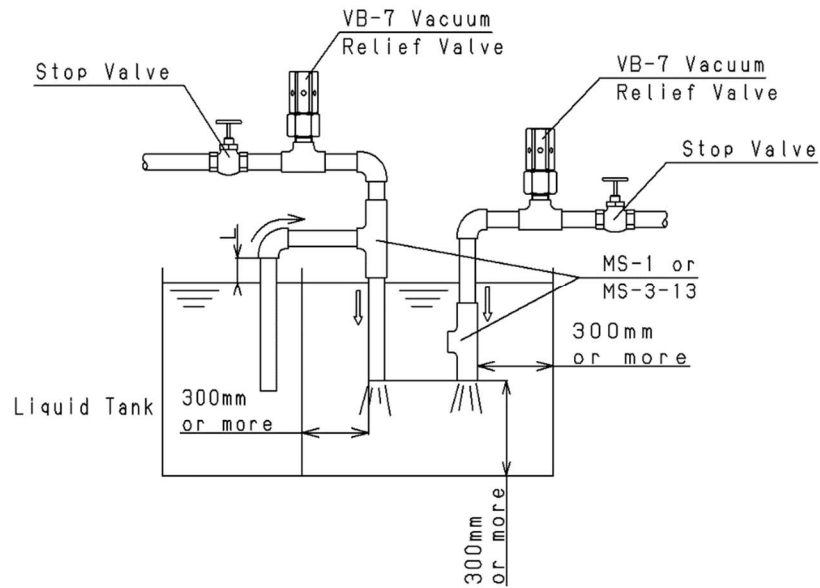 VB-7 Vacuum
Relief Valve
Stop Valve
VB-7 Vacuum
Relief Valve
Stop Valve
L
MS-1 or
MS-3-13
300mm
or more
300mm
or more
Liquid Tank
300mm
or more